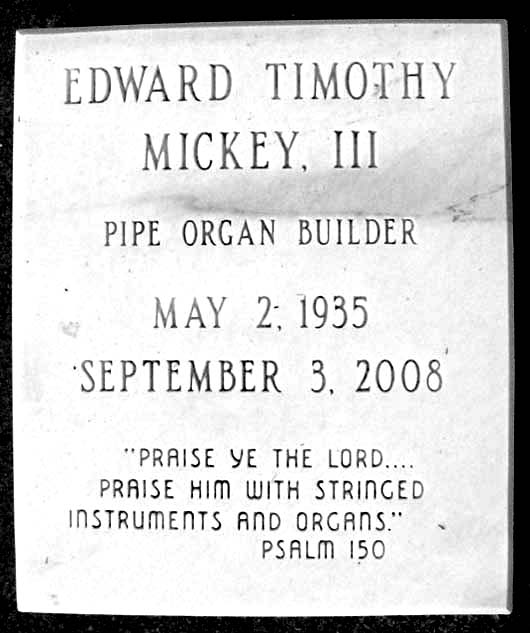 EDWARD TIMOTHY
MICKEY, III
PIPE ORGAN BUILDER
MAY 2, 1935
SEPTEMBER 3, 2008
"PRAISE YE THE LORD....
PRAISE HIM WITH STRINGED
INSTRUMENTS AND ORGANS."
PSALM 150